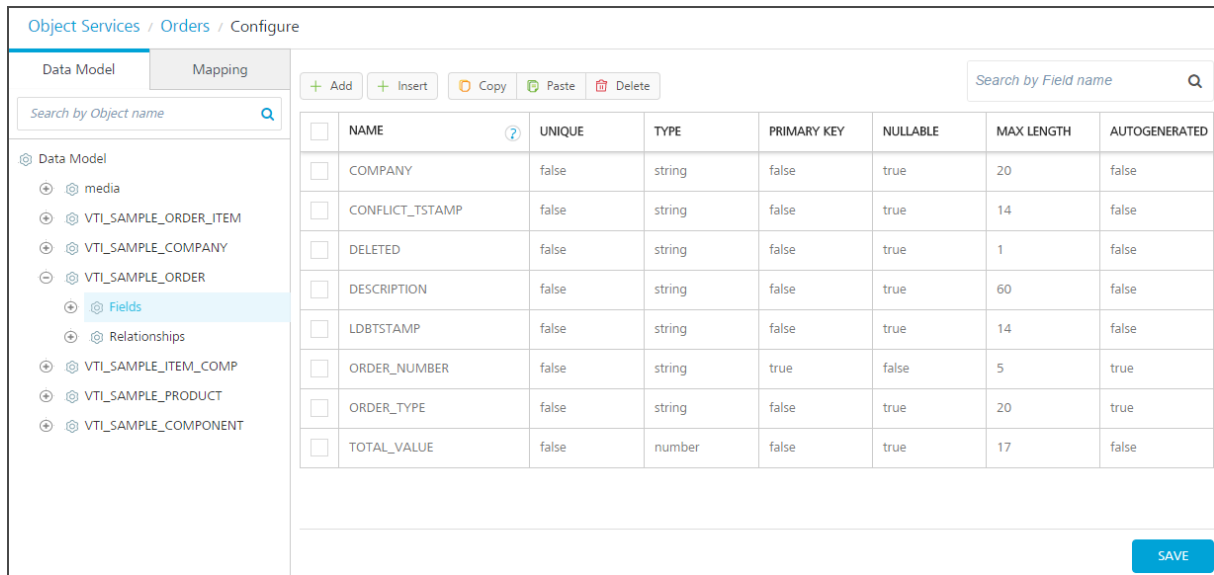 Object Services / Orders / Configure
Data Model Mapping
Search by Object name
Data Model
media
VTI_SAMPLE_ORDER_ITEM
VTI_SAMPLE_COMPANY
VTI_SAMPLE_ORDER
Fields
Relationships
VTI_SAMPLE_ITEM_COMP
VTI_SAMPLE_PRODUCT
VTI_SAMPLE_COMPONENT
+ Add + Insert Copy Paste Delete
Search by Field name
NAME ? UNIQUE TYPE PRIMARY KEY NULLABLE MAX LENGTH AUTOGENERATED
COMPANY false string false true 20 false
CONFLICT_TSTAMP false string false true 14 false
DELETED false string false true 1 false
DESCRIPTION false string false true 60 false
LDBTSTAMP false string false true 14 false
ORDER_NUMBER false string true false 5 true
ORDER_TYPE false string false true 20 true
TOTAL_VALUE false number false true 17 false
SAVE